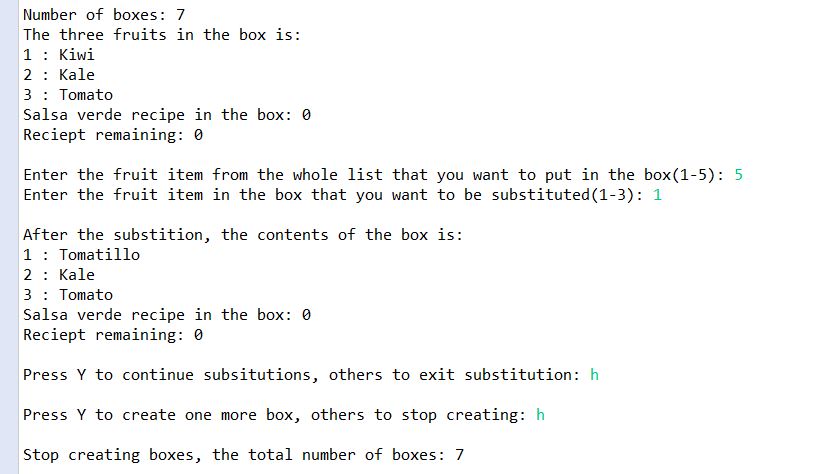 Number of boxes: 7
The three fruits in the box is:
1 : Kiwi
2 : Kale
3 : Tomato
Salsa verde recipe in the box: 0
Reciept remaining: 0
Enter the fruit item from the whole list that you want to put in the box(1-5): 5
Enter the fruit item in the box that you want to be substituted(1-3): 1
After the substition, the contents of the box is:
1 : Tomatillo
2 : Kale
3 : Tomato
Salsa verde recipe in the box: 0
Reciept remaining: 0
Press Y to continue subsitutions, others to exit substitution: h
Press Y to create one more box, others to stop creating: h
Stop creating boxes, the total number of boxes: 7